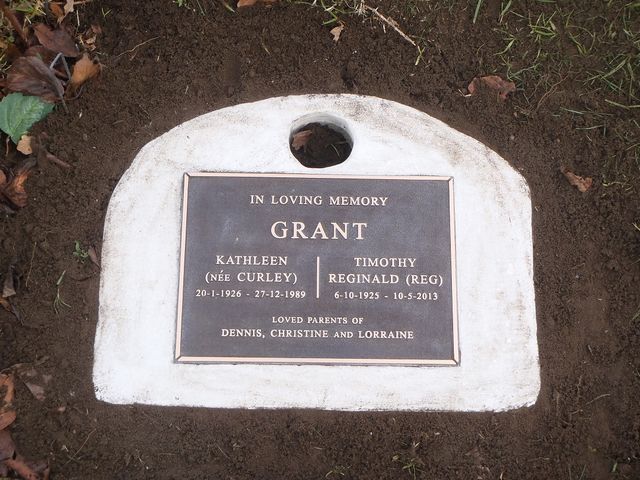 IN LOVING MEMORY
GRANT
KATHLEEN
(NÉE CURLEY)
20-1-1926 - 27-12-1989
TIMOTHY
REGINALD (REG)
6-10-1925 - 10-5-2013
LOVED PARENTS OF
DENNIS, CHRISTINE AND LORRAINE